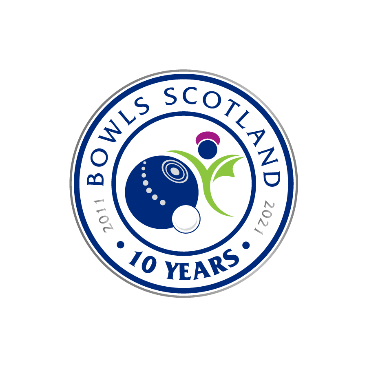 BOWLS SCOTLAND
2011
2021
• 10 YEARS •